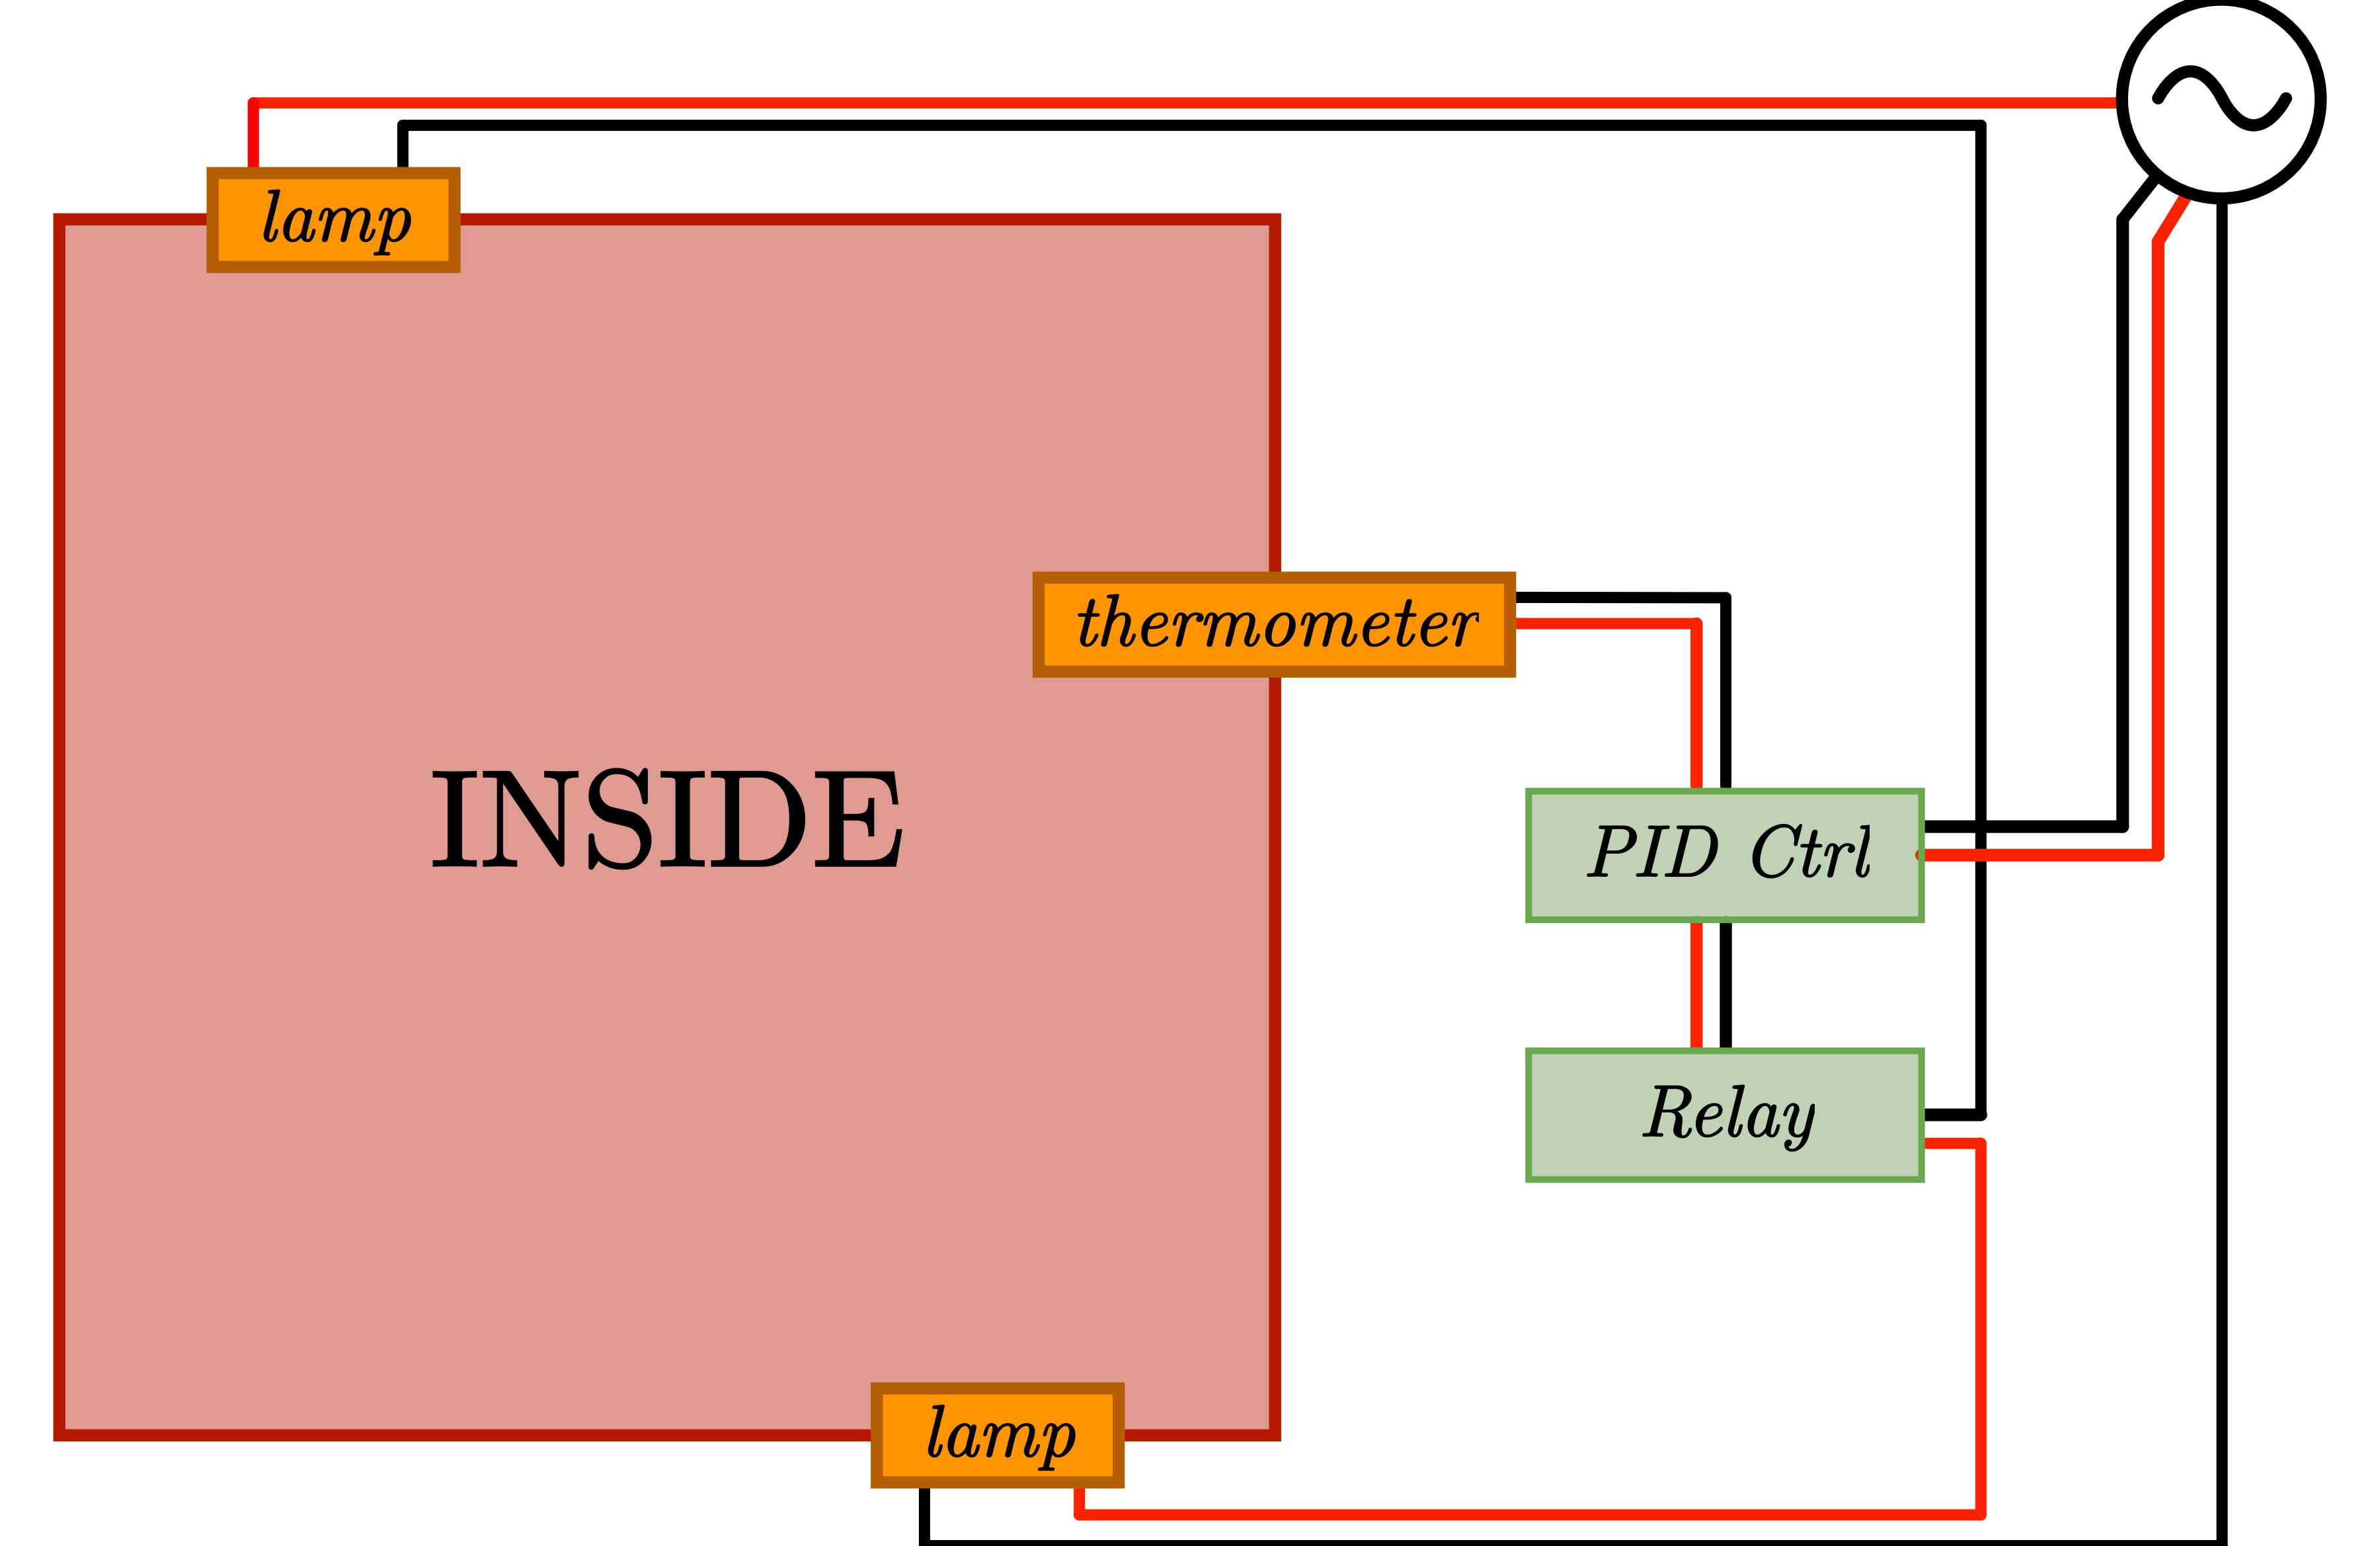 lamp
thermometer
INSIDE
PID Ctrl
Relay
lamp